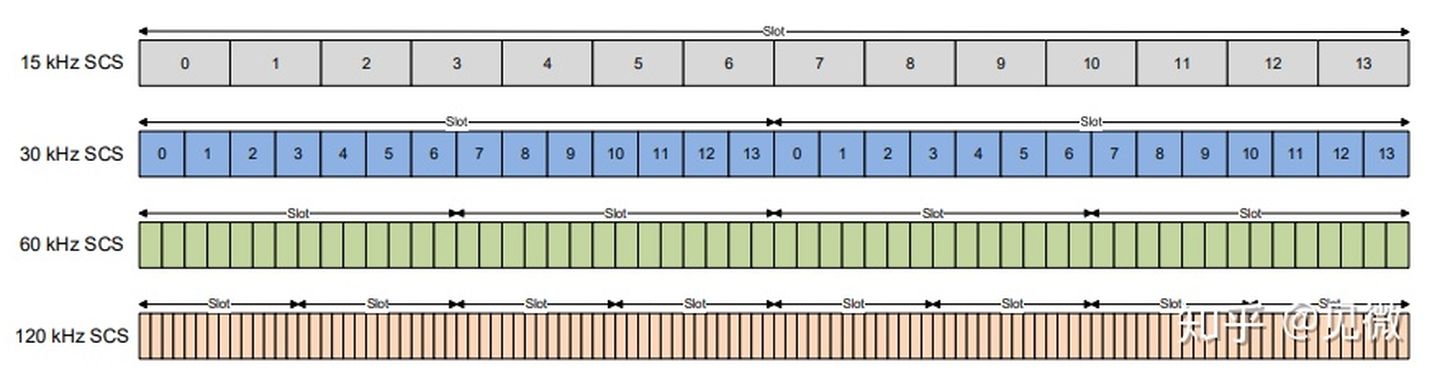 Slot
15 kHz SCS 0 1 2 3 4 5 6 7 8 9 10 11 12 13
Slot Slot
30 kHz SCS 0 1 2 3 4 5 6 7 8 9 10 11 12 13 0 1 2 3 4 5 6 7 8 9 10 11 12 13
Slot Slot Slot Slot
60 kHz SCS
Slot Slot Slot Slot Slot Slot Slot Slot
120 kHz SCS
知乎 @见微